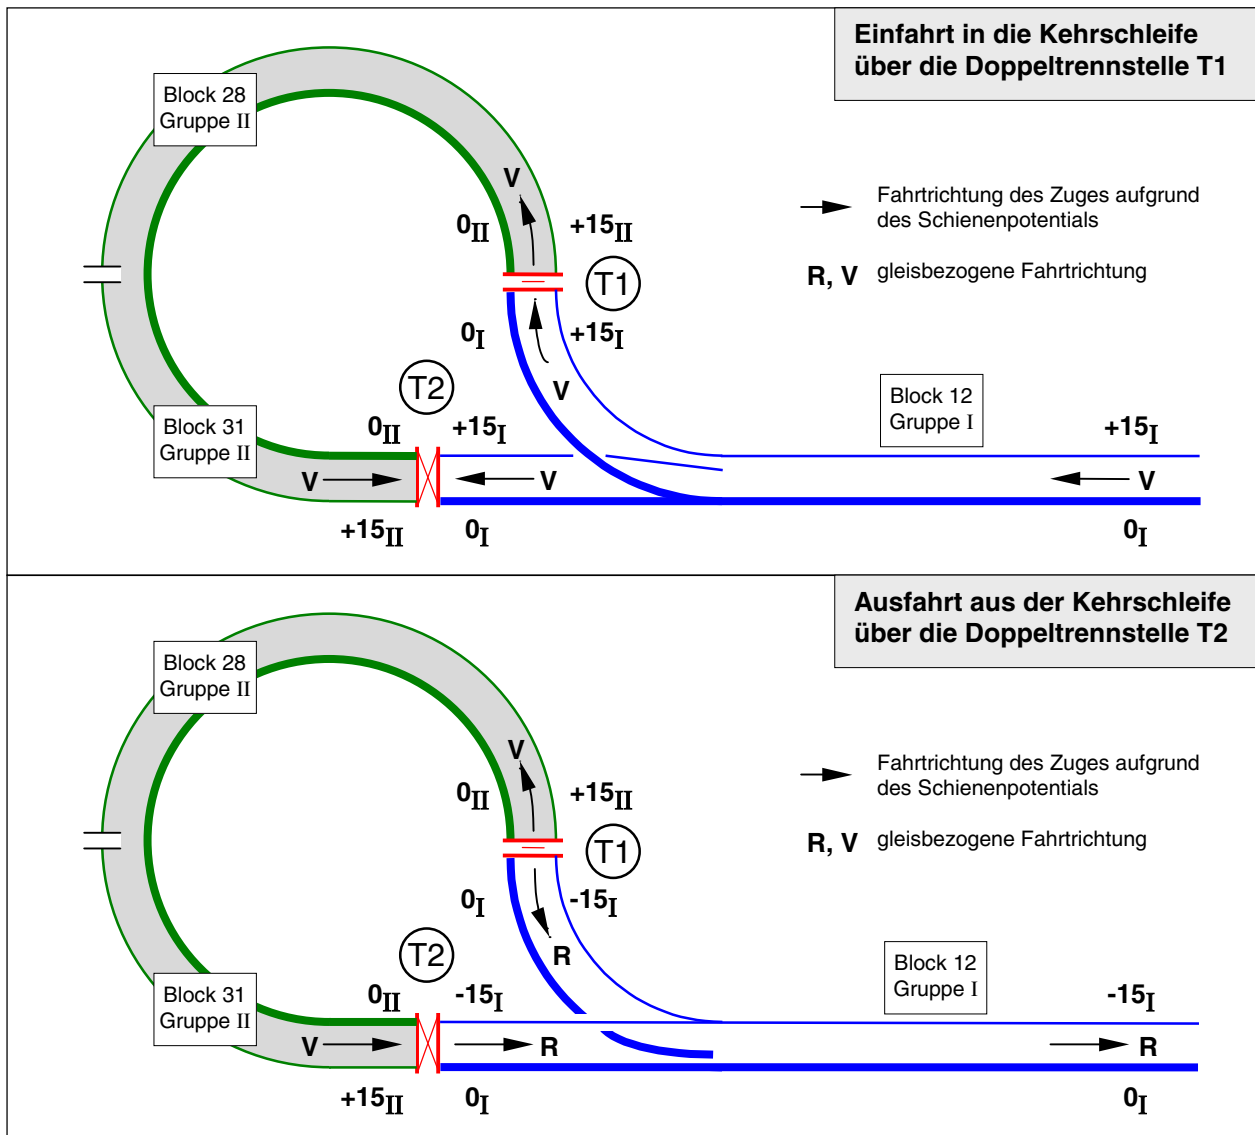 Einfahrt in die Kehrschleife
über die Doppeltrennstelle T1
Block 28
Gruppe II
V
0II
+15II
T1
0I
+15I
V
Fahrtrichtung des Zuges aufgrund
des Schienenpotentials
R, V gleisbezogene Fahrtrichtung
T2
Block 31
Gruppe II
0II
+15I
V
V
+15II
0I
Block 12
Gruppe I
+15I
V
0I
Ausfahrt aus der Kehrschleife
über die Doppeltrennstelle T2
Block 28
Gruppe II
V
0II
+15II
T1
0I
-15I
R
Fahrtrichtung des Zuges aufgrund
des Schienenpotentials
R, V gleisbezogene Fahrtrichtung
T2
Block 31
Gruppe II
0II
-15I
V
R
+15II
0I
Block 12
Gruppe I
-15I
R
0I